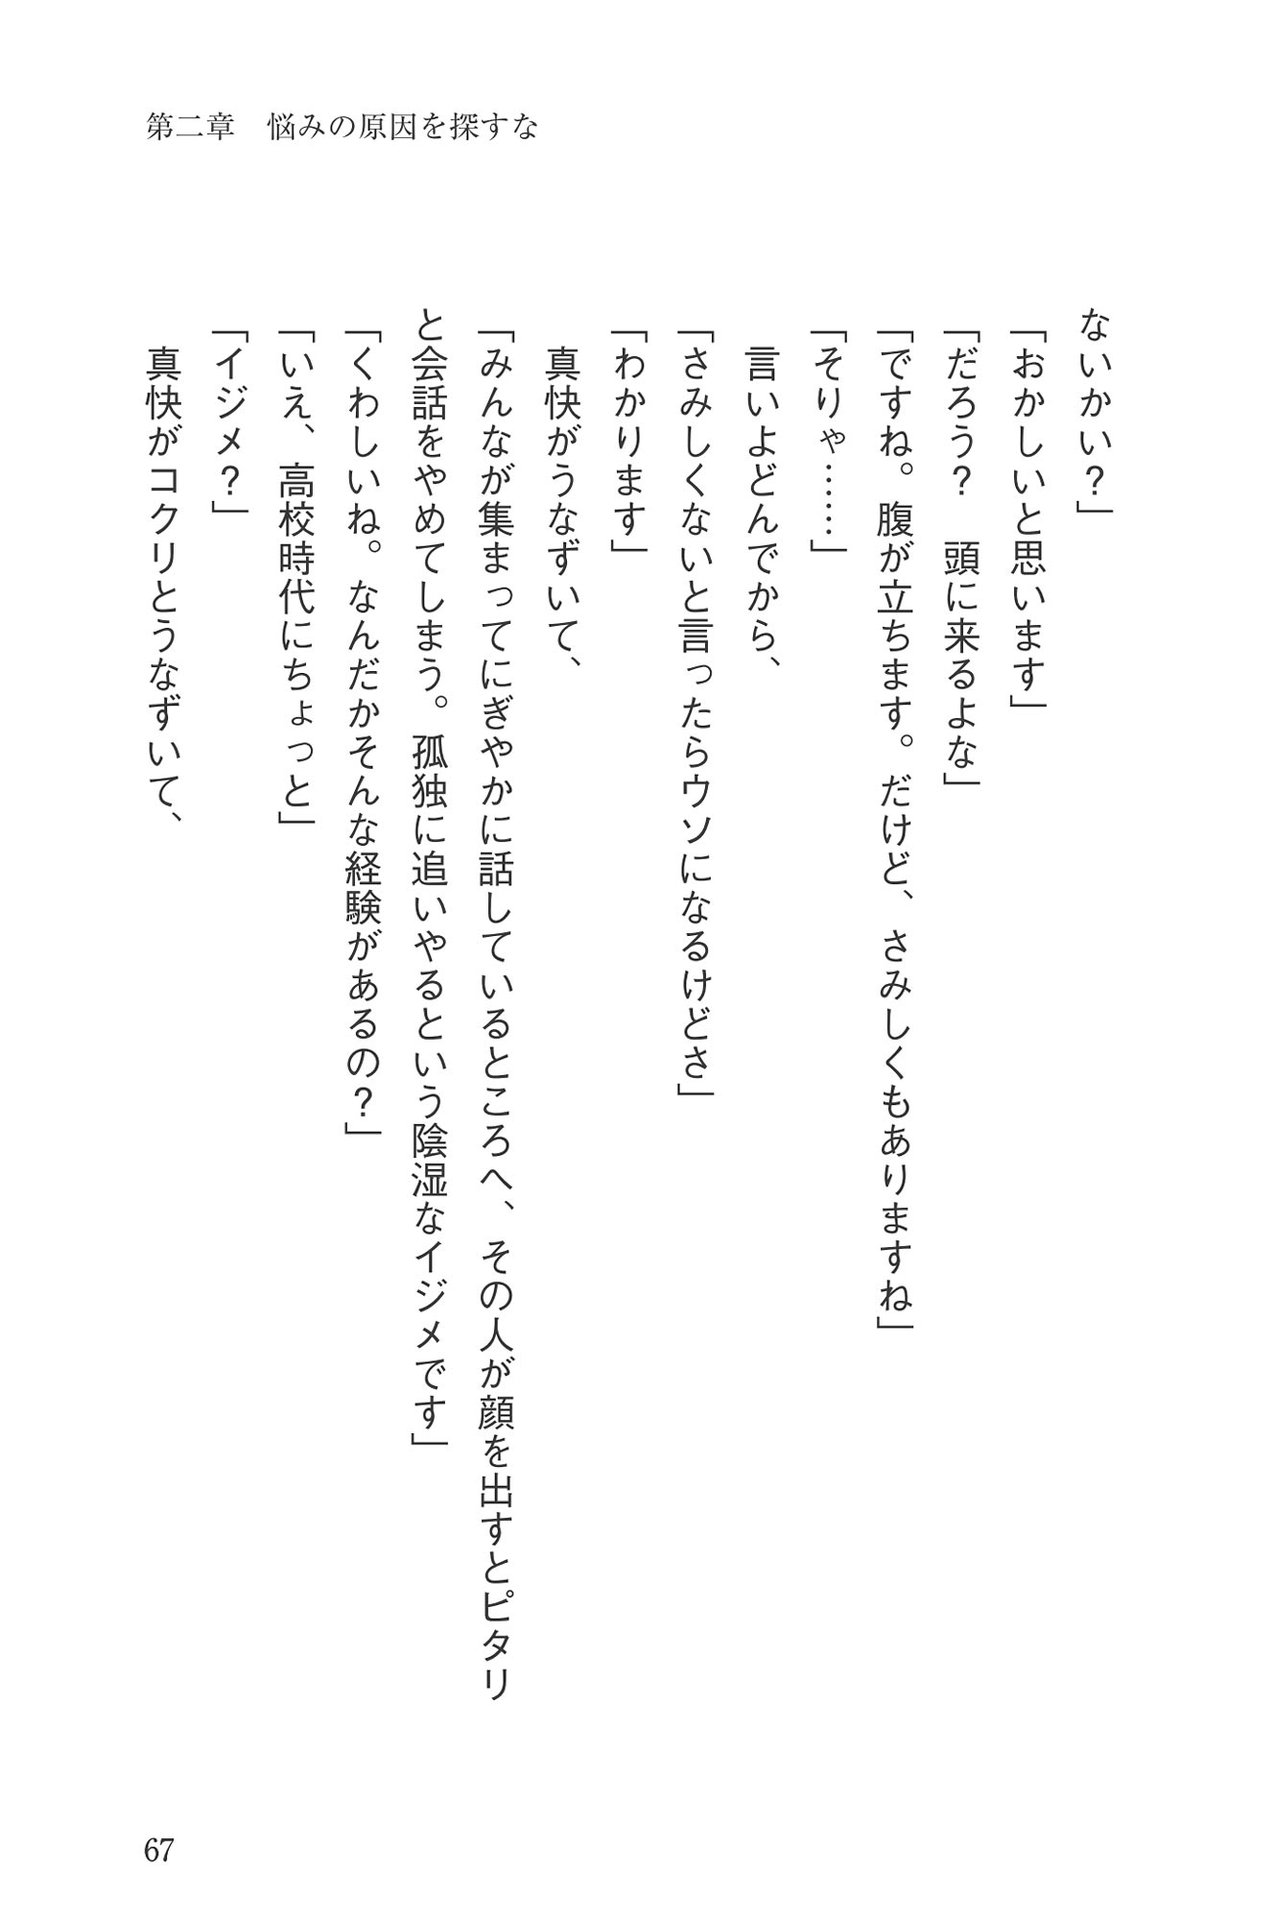 第二章　悩みの原因を探すな
ないかい？」
「おかしいと思います」
「だろう？　頭に来るよな」
「ですね。腹が立ちます。だけど、さみしくもありますね」
「そりゃ……」
　言いよどんでから、
「さみしくないと言ったらウソになるけどさ」
「わかります」
　真快がうなずいて、
「みんなが集まってにぎやかに話しているところへ、その人が顔を出すとピタリ
と会話をやめてしまう。孤独に追いやるという陰湿なイジメです」
「くわしいね。なんだかそんな経験があるの？」
「いえ、高校時代にちょっと」
「イジメ？」
　真快がコクリとうなずいて、
67